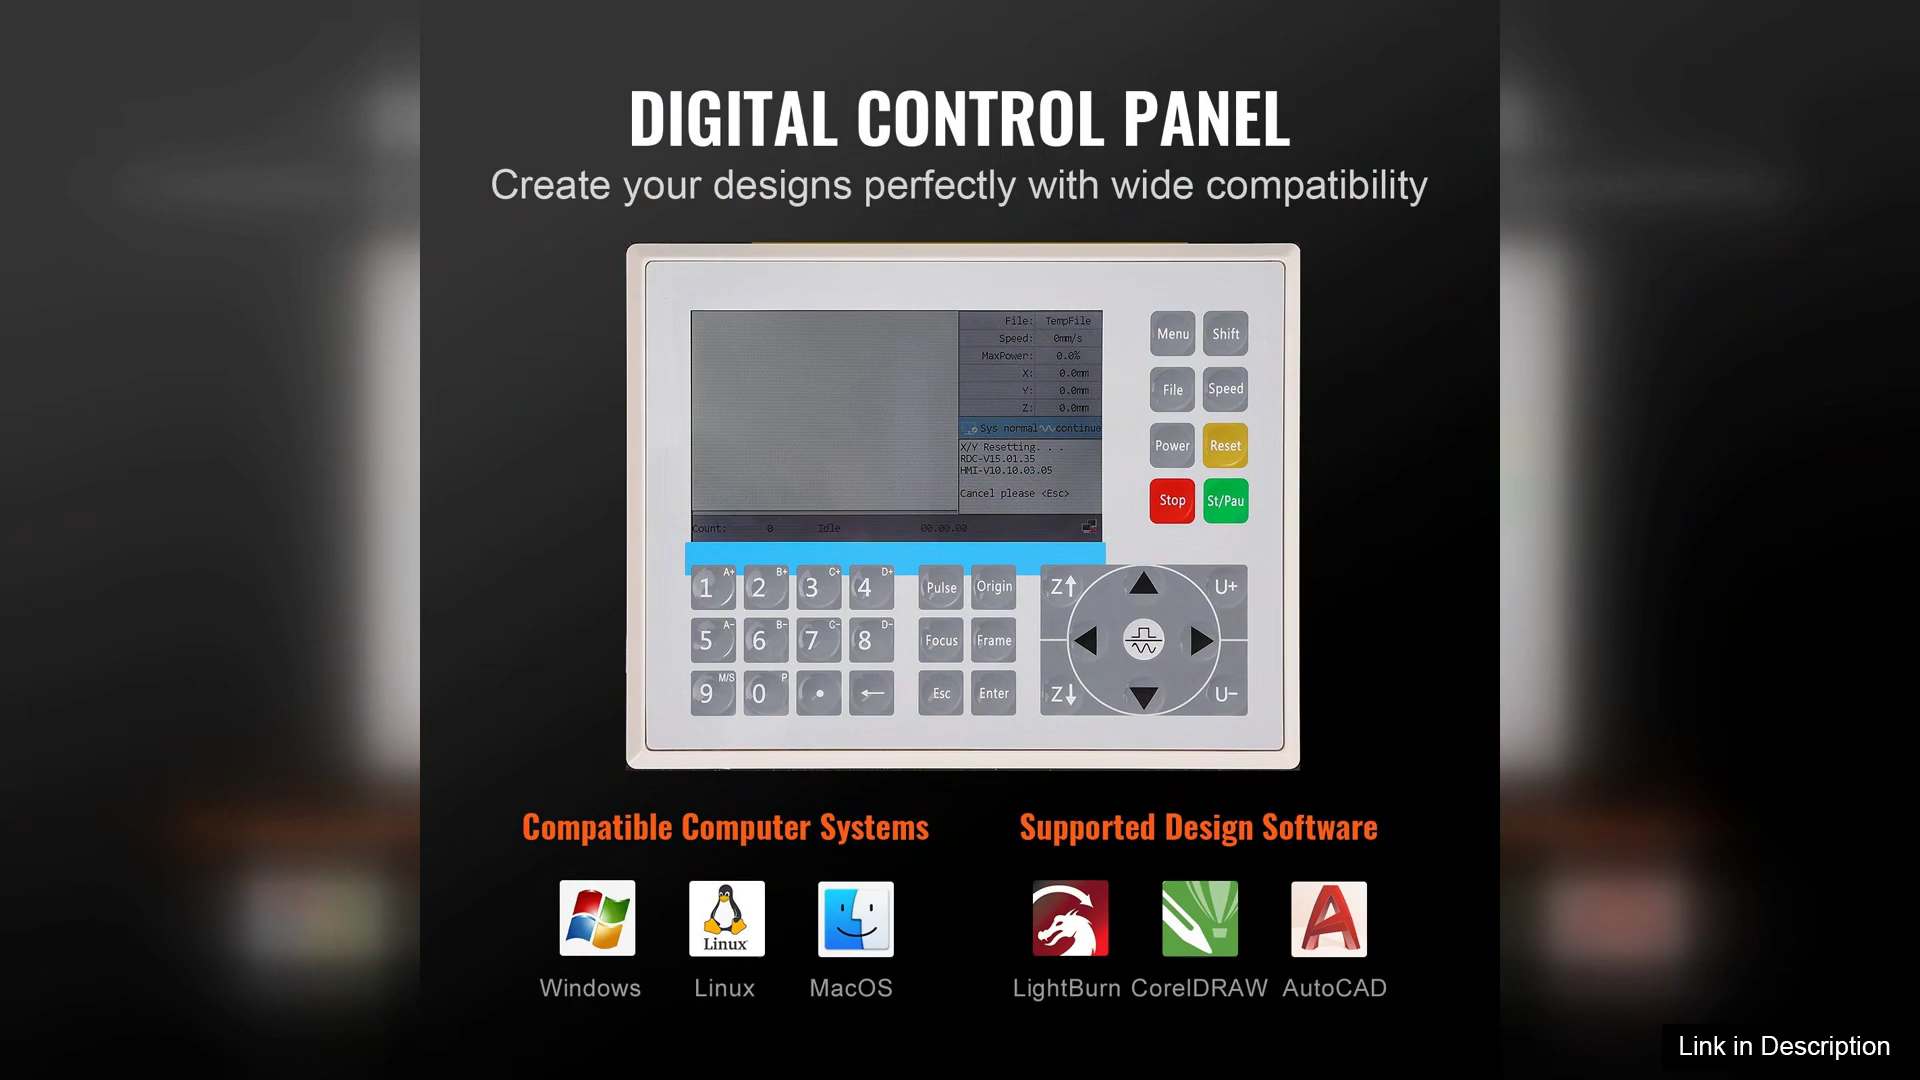 DIGITAL CONTROL PANEL
Create your designs perfectly with wide compatibility
File: TempFile
Speed: 0mm/s
MaxPower: 0.0%
X: 0.0mm
Y: 0.0mm
Z: 0.0mm
Sys normal continue
X/Y Resetting. . .
RDC-V15.01.35
HMI-V10.10.03.05
Cancel please <Esc>
Count: 0 Idle 00.00.00
Menu Shift
File Speed
Power Reset
Stop St/Pau
1 A+ 2 B+ 3 C+ 4 D+ Pulse Origin Z↑ U+
5 A- 6 B- 7 C- 8 D- Focus Frame
9 M/S 0 P • ← Esc Enter Z↓ U-
Compatible Computer Systems
Supported Design Software
Linux
Windows Linux MacOS
LightBurn CorelDRAW AutoCAD
Link in Description